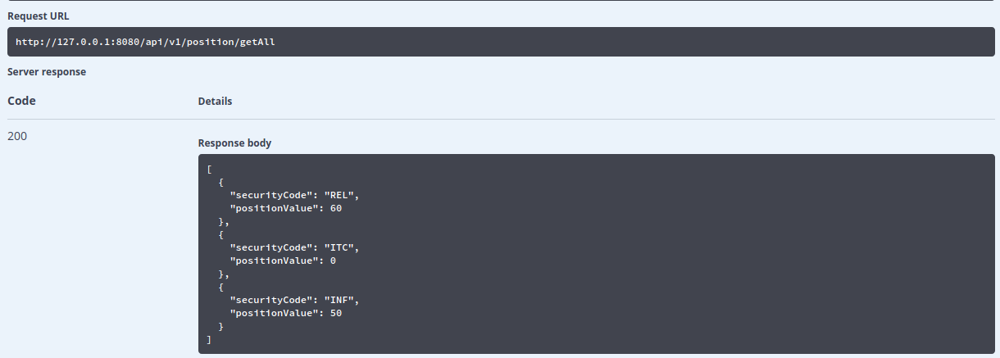 Request URL
http://127.0.0.1:8080/api/v1/position/getAll
Server response
Code Details
200
Response body
[
  {
    "securityCode": "REL",
    "positionValue": 60
  },
  {
    "securityCode": "ITC",
    "positionValue": 0
  },
  {
    "securityCode": "INF",
    "positionValue": 50
  }
]